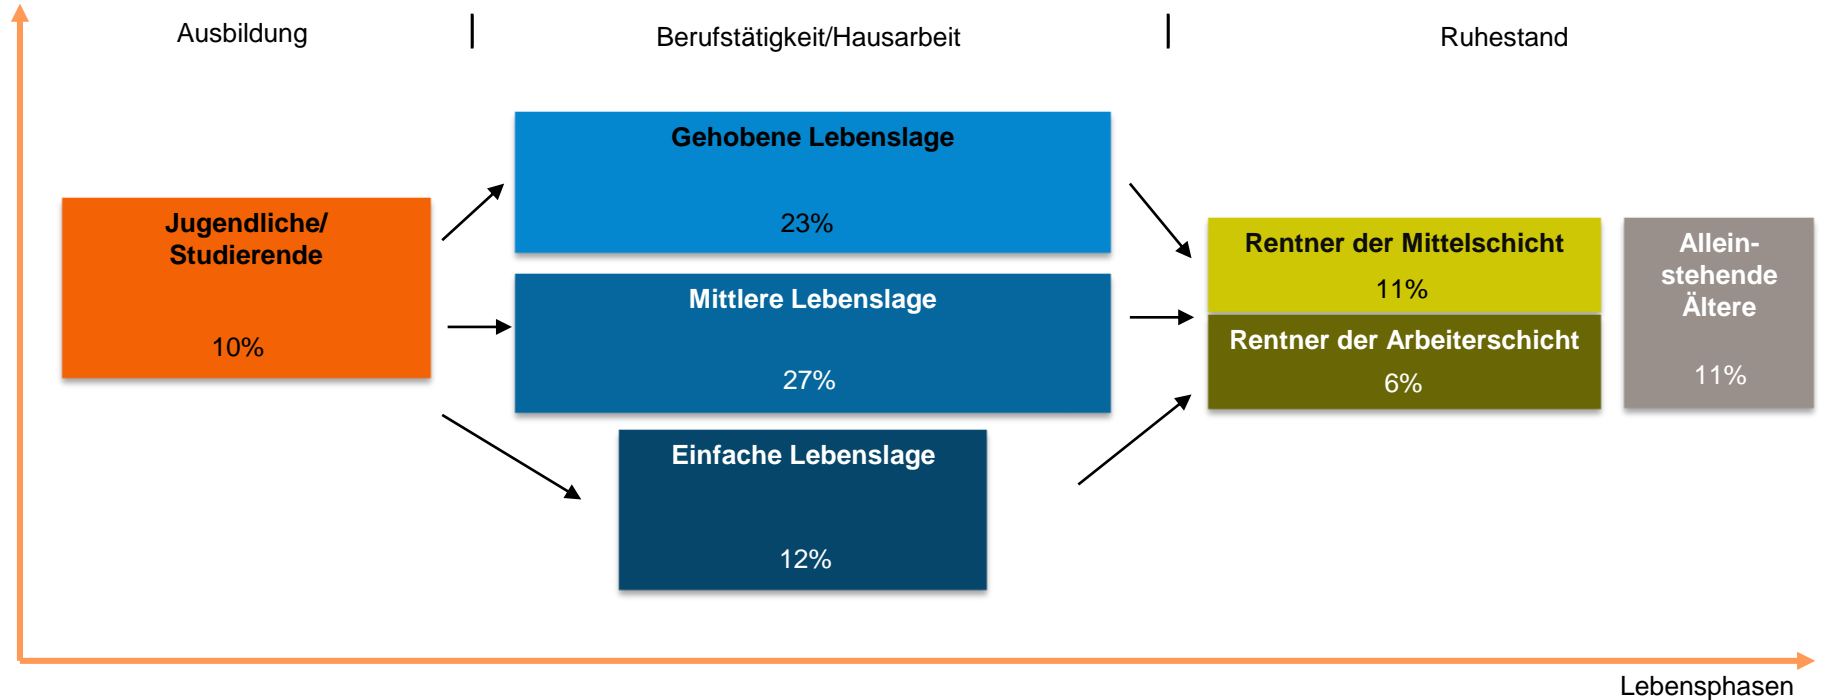 Ausbildung
Berufstätigkeit/Hausarbeit
Ruhestand
Jugendliche/
Studierende
10%
Gehobene Lebenslage
23%
Mittlere Lebenslage
27%
Einfache Lebenslage
12%
Rentner der Mittelschicht
11%
Rentner der Arbeiterschicht
6%
Allein-
stehende
Ältere
11%
Lebensphasen